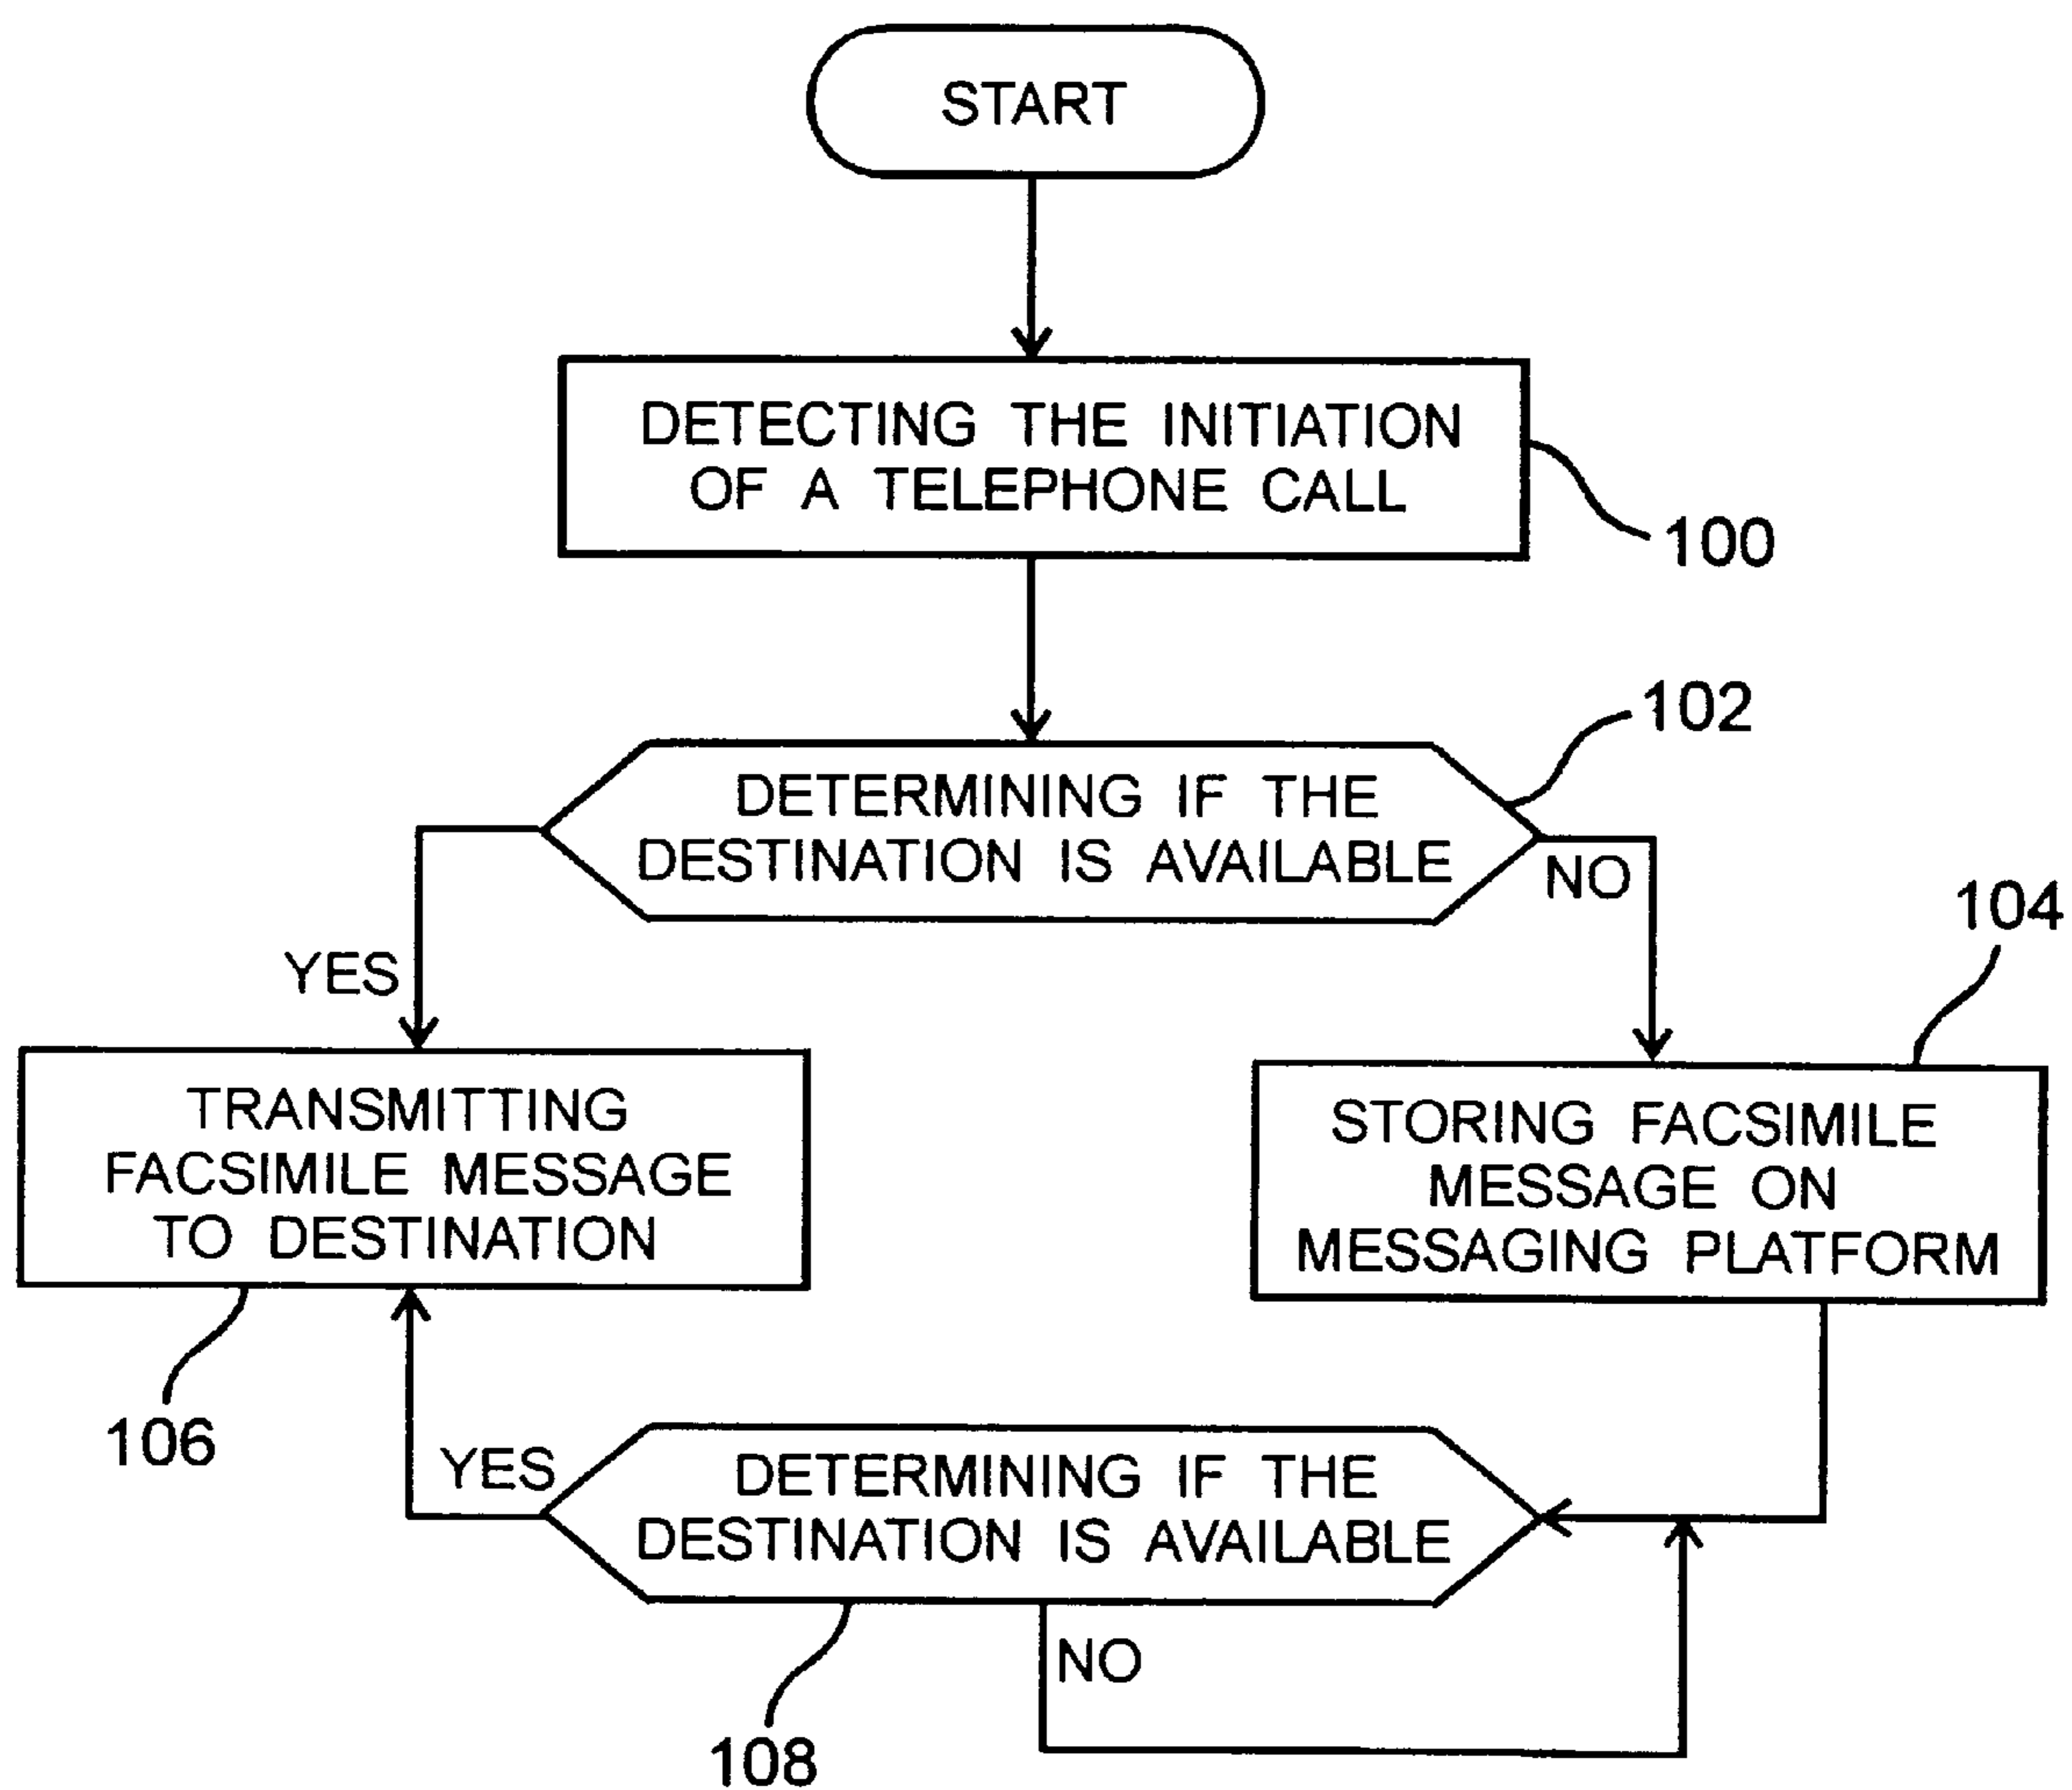 START
DETECTING THE INITIATION
OF A TELEPHONE CALL
100
102
DETERMINING IF THE
DESTINATION IS AVAILABLE
NO
104
YES
TRANSMITTING
FACSIMILE MESSAGE
TO DESTINATION
STORING FACSIMILE
MESSAGE ON
MESSAGING PLATFORM
106
YES
DETERMINING IF THE
DESTINATION IS AVAILABLE
NO
108